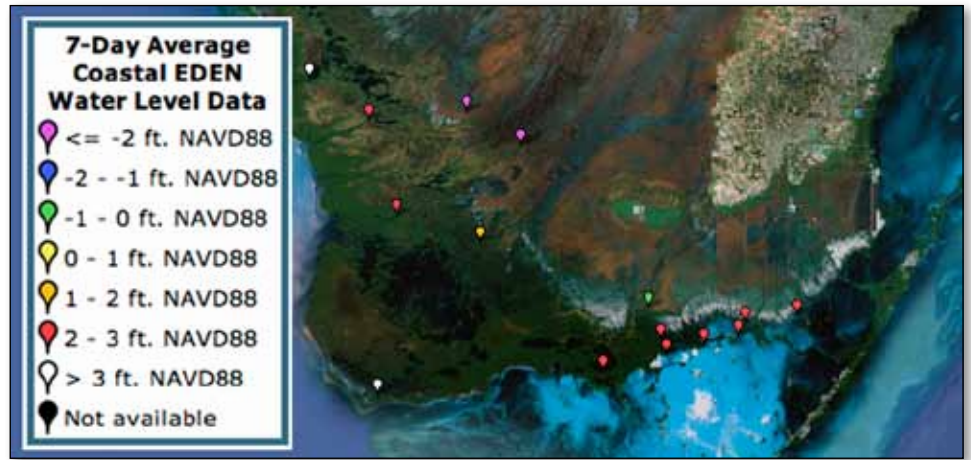 7-Day Average
Coastal EDEN
Water Level Data
<= -2 ft. NAVD88
-2 - -1 ft. NAVD88
-1 - 0 ft. NAVD88
0 - 1 ft. NAVD88
1 - 2 ft. NAVD88
2 - 3 ft. NAVD88
> 3 ft. NAVD88
Not available